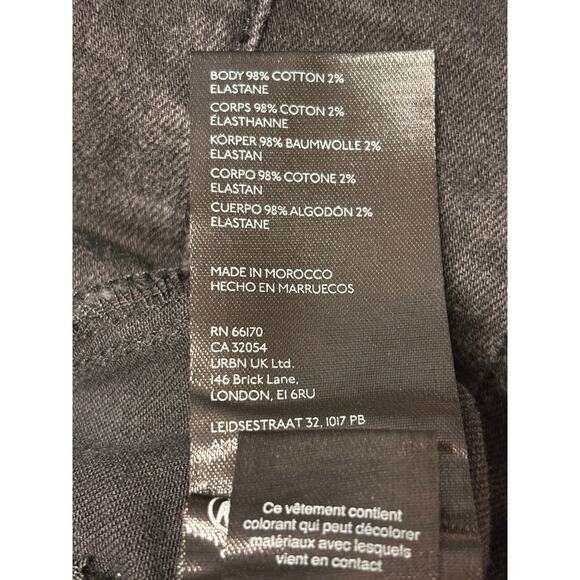 BODY 98% COTTON 2%
ELASTANE
CORPS 98% COTON 2%
ÉLASTHANNE
KÖRPER 98% BAUMWOLLE 2%
ELASTAN
CORPO 98% COTONE 2%
ELASTAN
CUERPO 98% ALGODÓN 2%
ELASTANE
MADE IN MOROCCO
HECHO EN MARRUECOS
RN 66170
CA 32054
URBN UK Ltd.
146 Brick Lane,
LONDON, E1 6RU
LEIDSESTRAAT 32, 1017 PB
Ce vêtement contient
colorant qui peut décolorer
matériaux avec lesquels
vient en contact